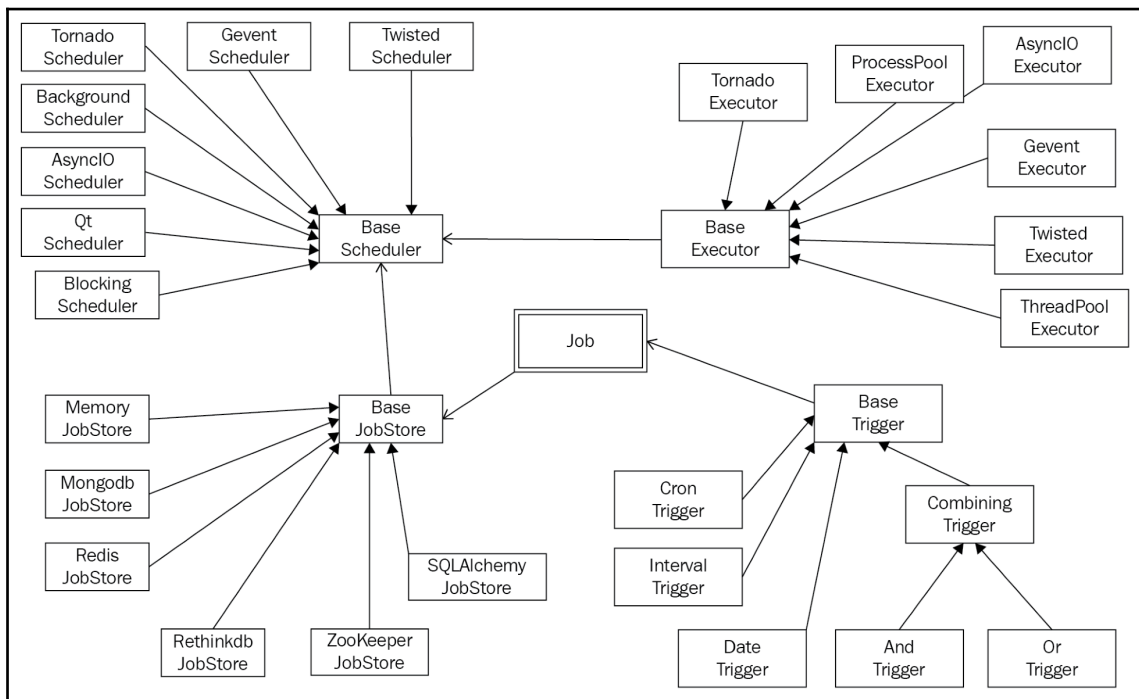 Tornado
Scheduler
Gevent
Scheduler
Twisted
Scheduler
Background
Scheduler
AsyncIO
Scheduler
Qt
Scheduler
Blocking
Scheduler
Base
Scheduler
Tornado
Executor
ProcessPool
Executor
AsyncIO
Executor
Gevent
Executor
Twisted
Executor
ThreadPool
Executor
Base
Executor
Job
Base
JobStore
Memory
JobStore
Mongodb
JobStore
Redis
JobStore
Rethinkdb
JobStore
ZooKeeper
JobStore
SQLAlchemy
JobStore
Base
Trigger
Cron
Trigger
Interval
Trigger
Date
Trigger
Combining
Trigger
And
Trigger
Or
Trigger